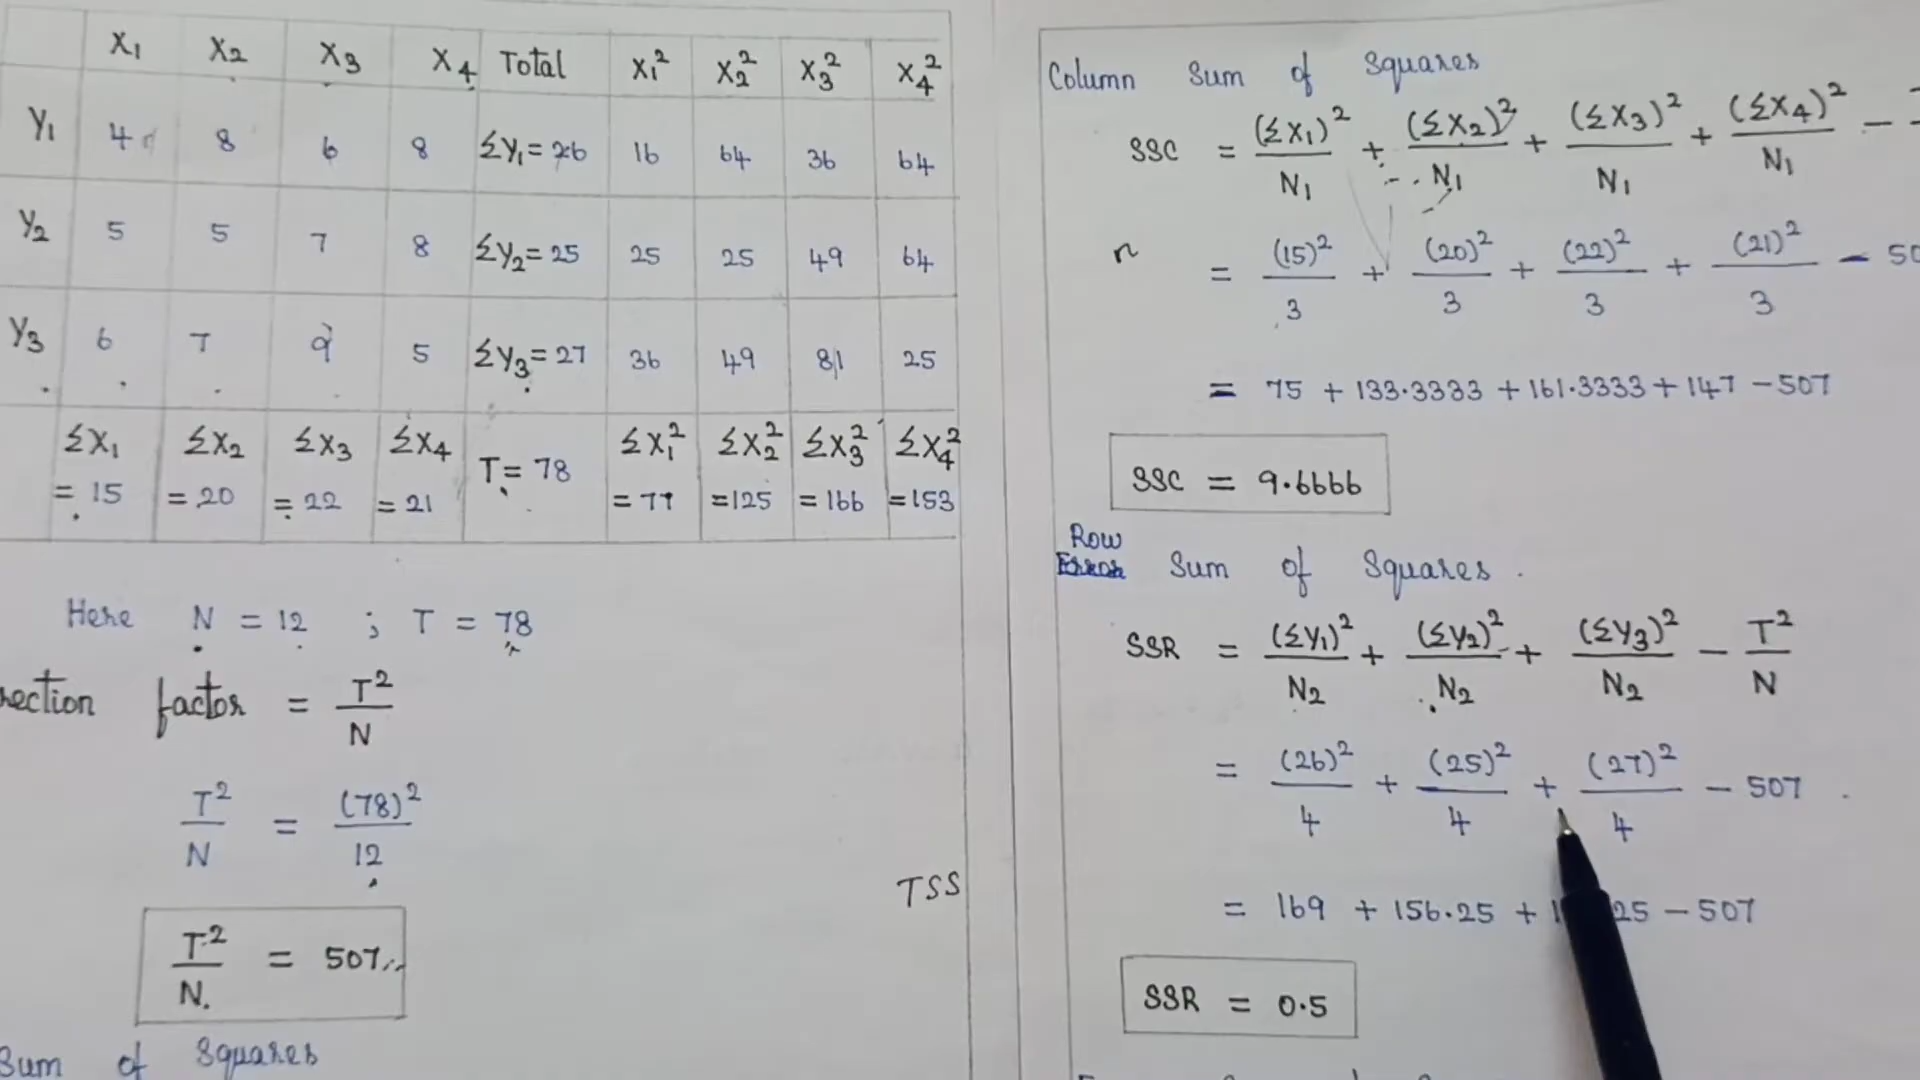 X₁ X₂ X₃ X₄ Total X₁² X₂² X₃² X₄²
Y₁ 4 8 6 8 ΣY₁ = 26 16 64 36 64
Y₂ 5 5 7 8 ΣY₂ = 25 25 25 49 64
Y₃ 6 7 9 5 ΣY₃ = 27 36 49 81 25
ΣX₁ ΣX₂ ΣX₃ ΣX₄ T = 78 ΣX₁² ΣX₂² ΣX₃² ΣX₄²
= 15 = 20 = 22 = 21 = 77 = 125 = 166 = 153
Here N = 12 ; T = 78
rection factor = T²/N
T²/N = (78)²/12
T²/N = 507
TSS
Sum of Squares
Column Sum of Squares
SSC = (ΣX₁)²/N₁ + (ΣX₂)²/N₁ + (ΣX₃)²/N₁ + (ΣX₄)²/N₁ -
= (15)²/3 + (20)²/3 + (22)²/3 + (21)²/3 - 50
= 75 + 133.3333 + 161.3333 + 147 - 507
SSC = 9.6666
Row
Sum of Squares
SSR = (ΣY₁)²/N₂ + (ΣY₂)²/N₂ + (ΣY₃)²/N₂ - T²/N
= (26)²/4 + (25)²/4 + (27)²/4 - 507
= 169 + 156.25 + 1 25 - 507
SSR = 0.5